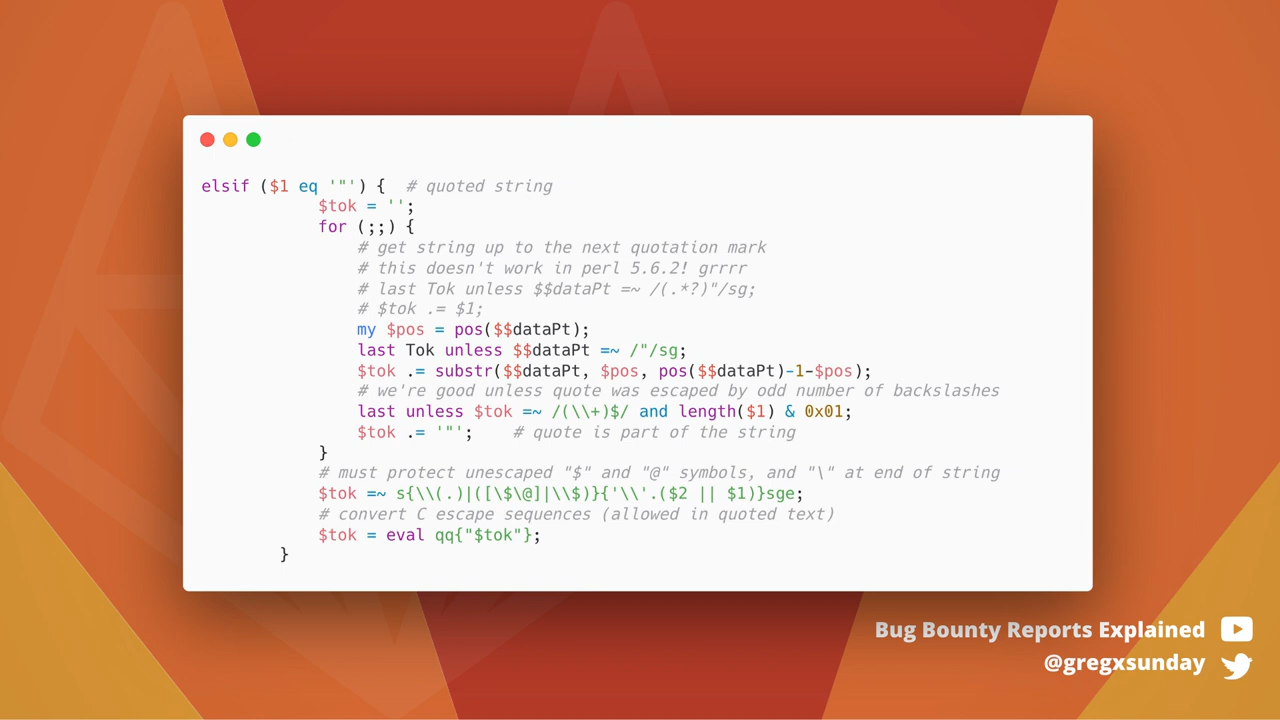 elsif ($1 eq '"') {  # quoted string
            $tok = '';
            for (;;) {
                # get string up to the next quotation mark
                # this doesn't work in perl 5.6.2! grrrr
                # last Tok unless $$dataPt =~ /(.*?)"/sg;
                # $tok .= $1;
                my $pos = pos($$dataPt);
                last Tok unless $$dataPt =~ /"/sg;
                $tok .= substr($$dataPt, $pos, pos($$dataPt)-1-$pos);
                # we're good unless quote was escaped by odd number of backslashes
                last unless $tok =~ /(\\+)$/ and length($1) & 0x01;
                $tok .= '"';    # quote is part of the string
            }
            # must protect unescaped "$" and "@" symbols, and "\" at end of string
            $tok =~ s{\\(.)|([\$\@]|\\$)}{'\\'.($2 || $1)}sge;
            # convert C escape sequences (allowed in quoted text)
            $tok = eval qq{"$tok"};
        }
Bug Bounty Reports Explained
@gregxsunday